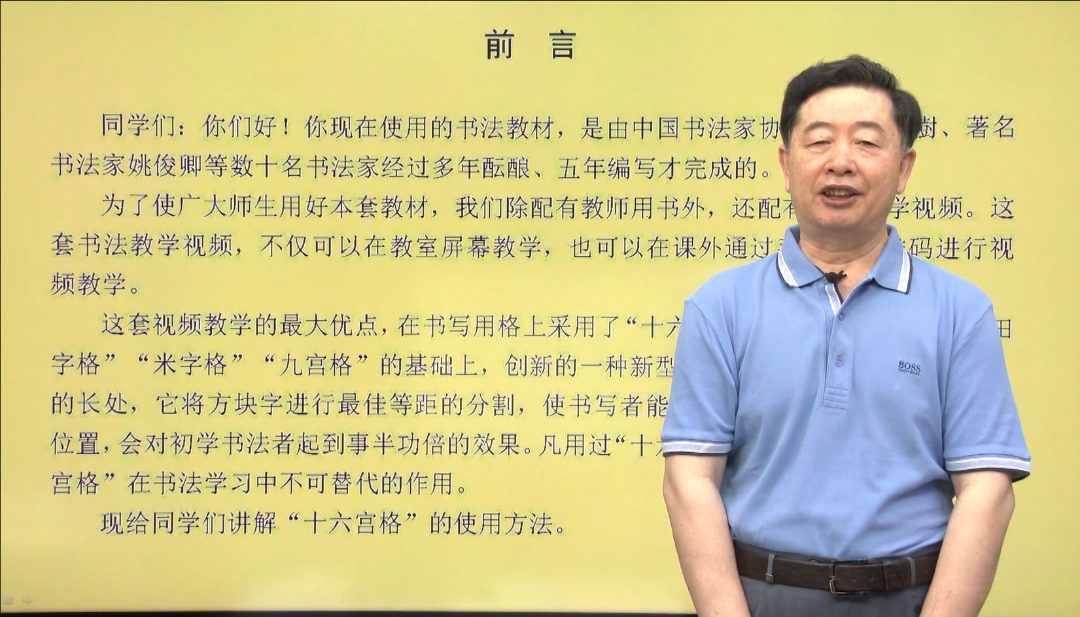 前 言
同学们：你们好！你现在使用的书法教材，是由中国书法家协 樹、著名
书法家姚俊卿等数十名书法家经过多年酝酿、五年编写才完成的。
为了使广大师生用好本套教材，我们除配有教师用书外，还配有 学视频。这
套书法教学视频，不仅可以在教室屏幕教学，也可以在课外通过 码进行视
频教学。
这套视频教学的最大优点，在书写用格上采用了“十六 田
字格”“米字格”“九宫格”的基础上，创新的一种新型
的长处，它将方块字进行最佳等距的分割，使书写者能
位置，会对初学书法者起到事半功倍的效果。凡用过“十六
宫格”在书法学习中不可替代的作用。
现给同学们讲解“十六宫格”的使用方法。
BOSS